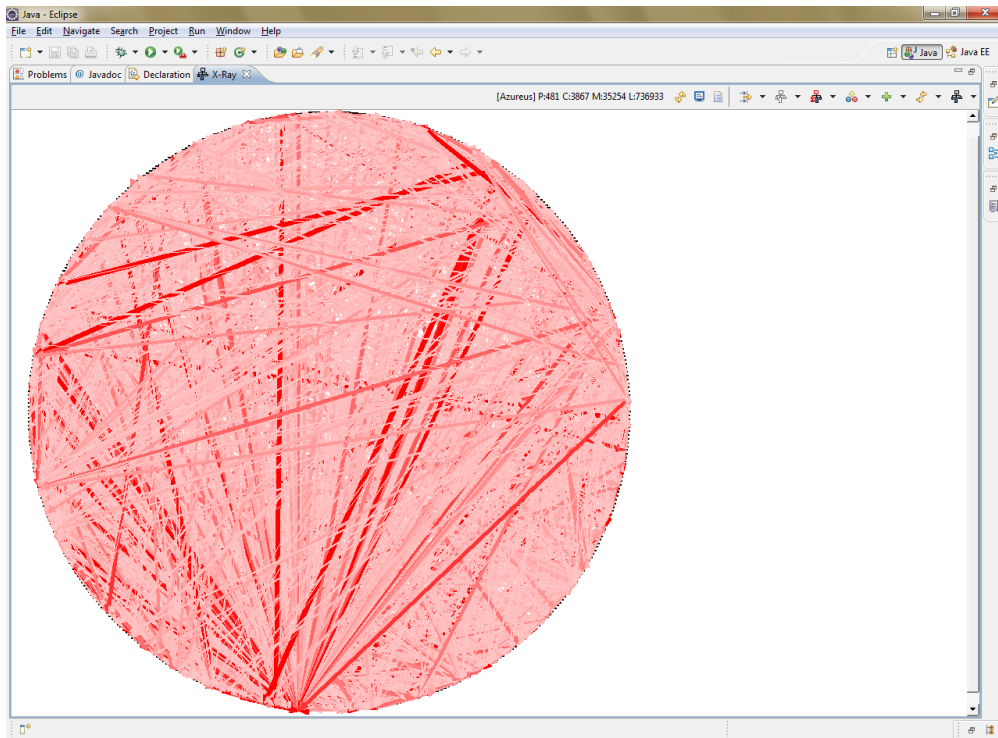 Java - Eclipse
File Edit Navigate Search Project Run Window Help
Java Java EE
Problems @ Javadoc Declaration X-Ray
[Azureus] P:481 C:3867 M:35254 L:736933